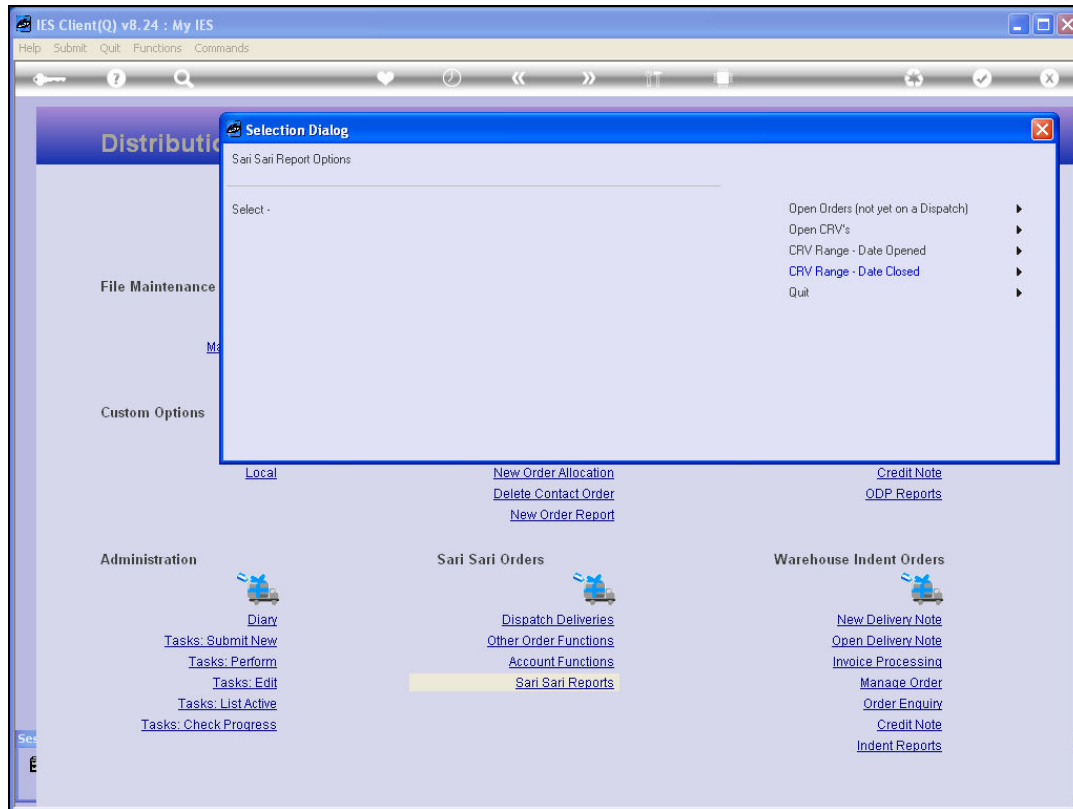 IES Client(Q) v8.24 : My IES
Help Submit Quit Functions Commands
Selection Dialog
Sari Sari Report Options
Select -
Open Orders (not yet on a Dispatch)
Open CRV's
CRV Range - Date Opened
CRV Range - Date Closed
Quit
File Maintenance
Custom Options
Local
New Order Allocation
Delete Contact Order
New Order Report
Credit Note
ODP Reports
Administration
Diary
Tasks: Submit New
Tasks: Perform
Tasks: Edit
Tasks: List Active
Tasks: Check Progress
Sari Sari Orders
Dispatch Deliveries
Other Order Functions
Account Functions
Sari Sari Reports
Warehouse Indent Orders
New Delivery Note
Open Delivery Note
Invoice Processing
Manage Order
Order Enquiry
Credit Note
Indent Reports